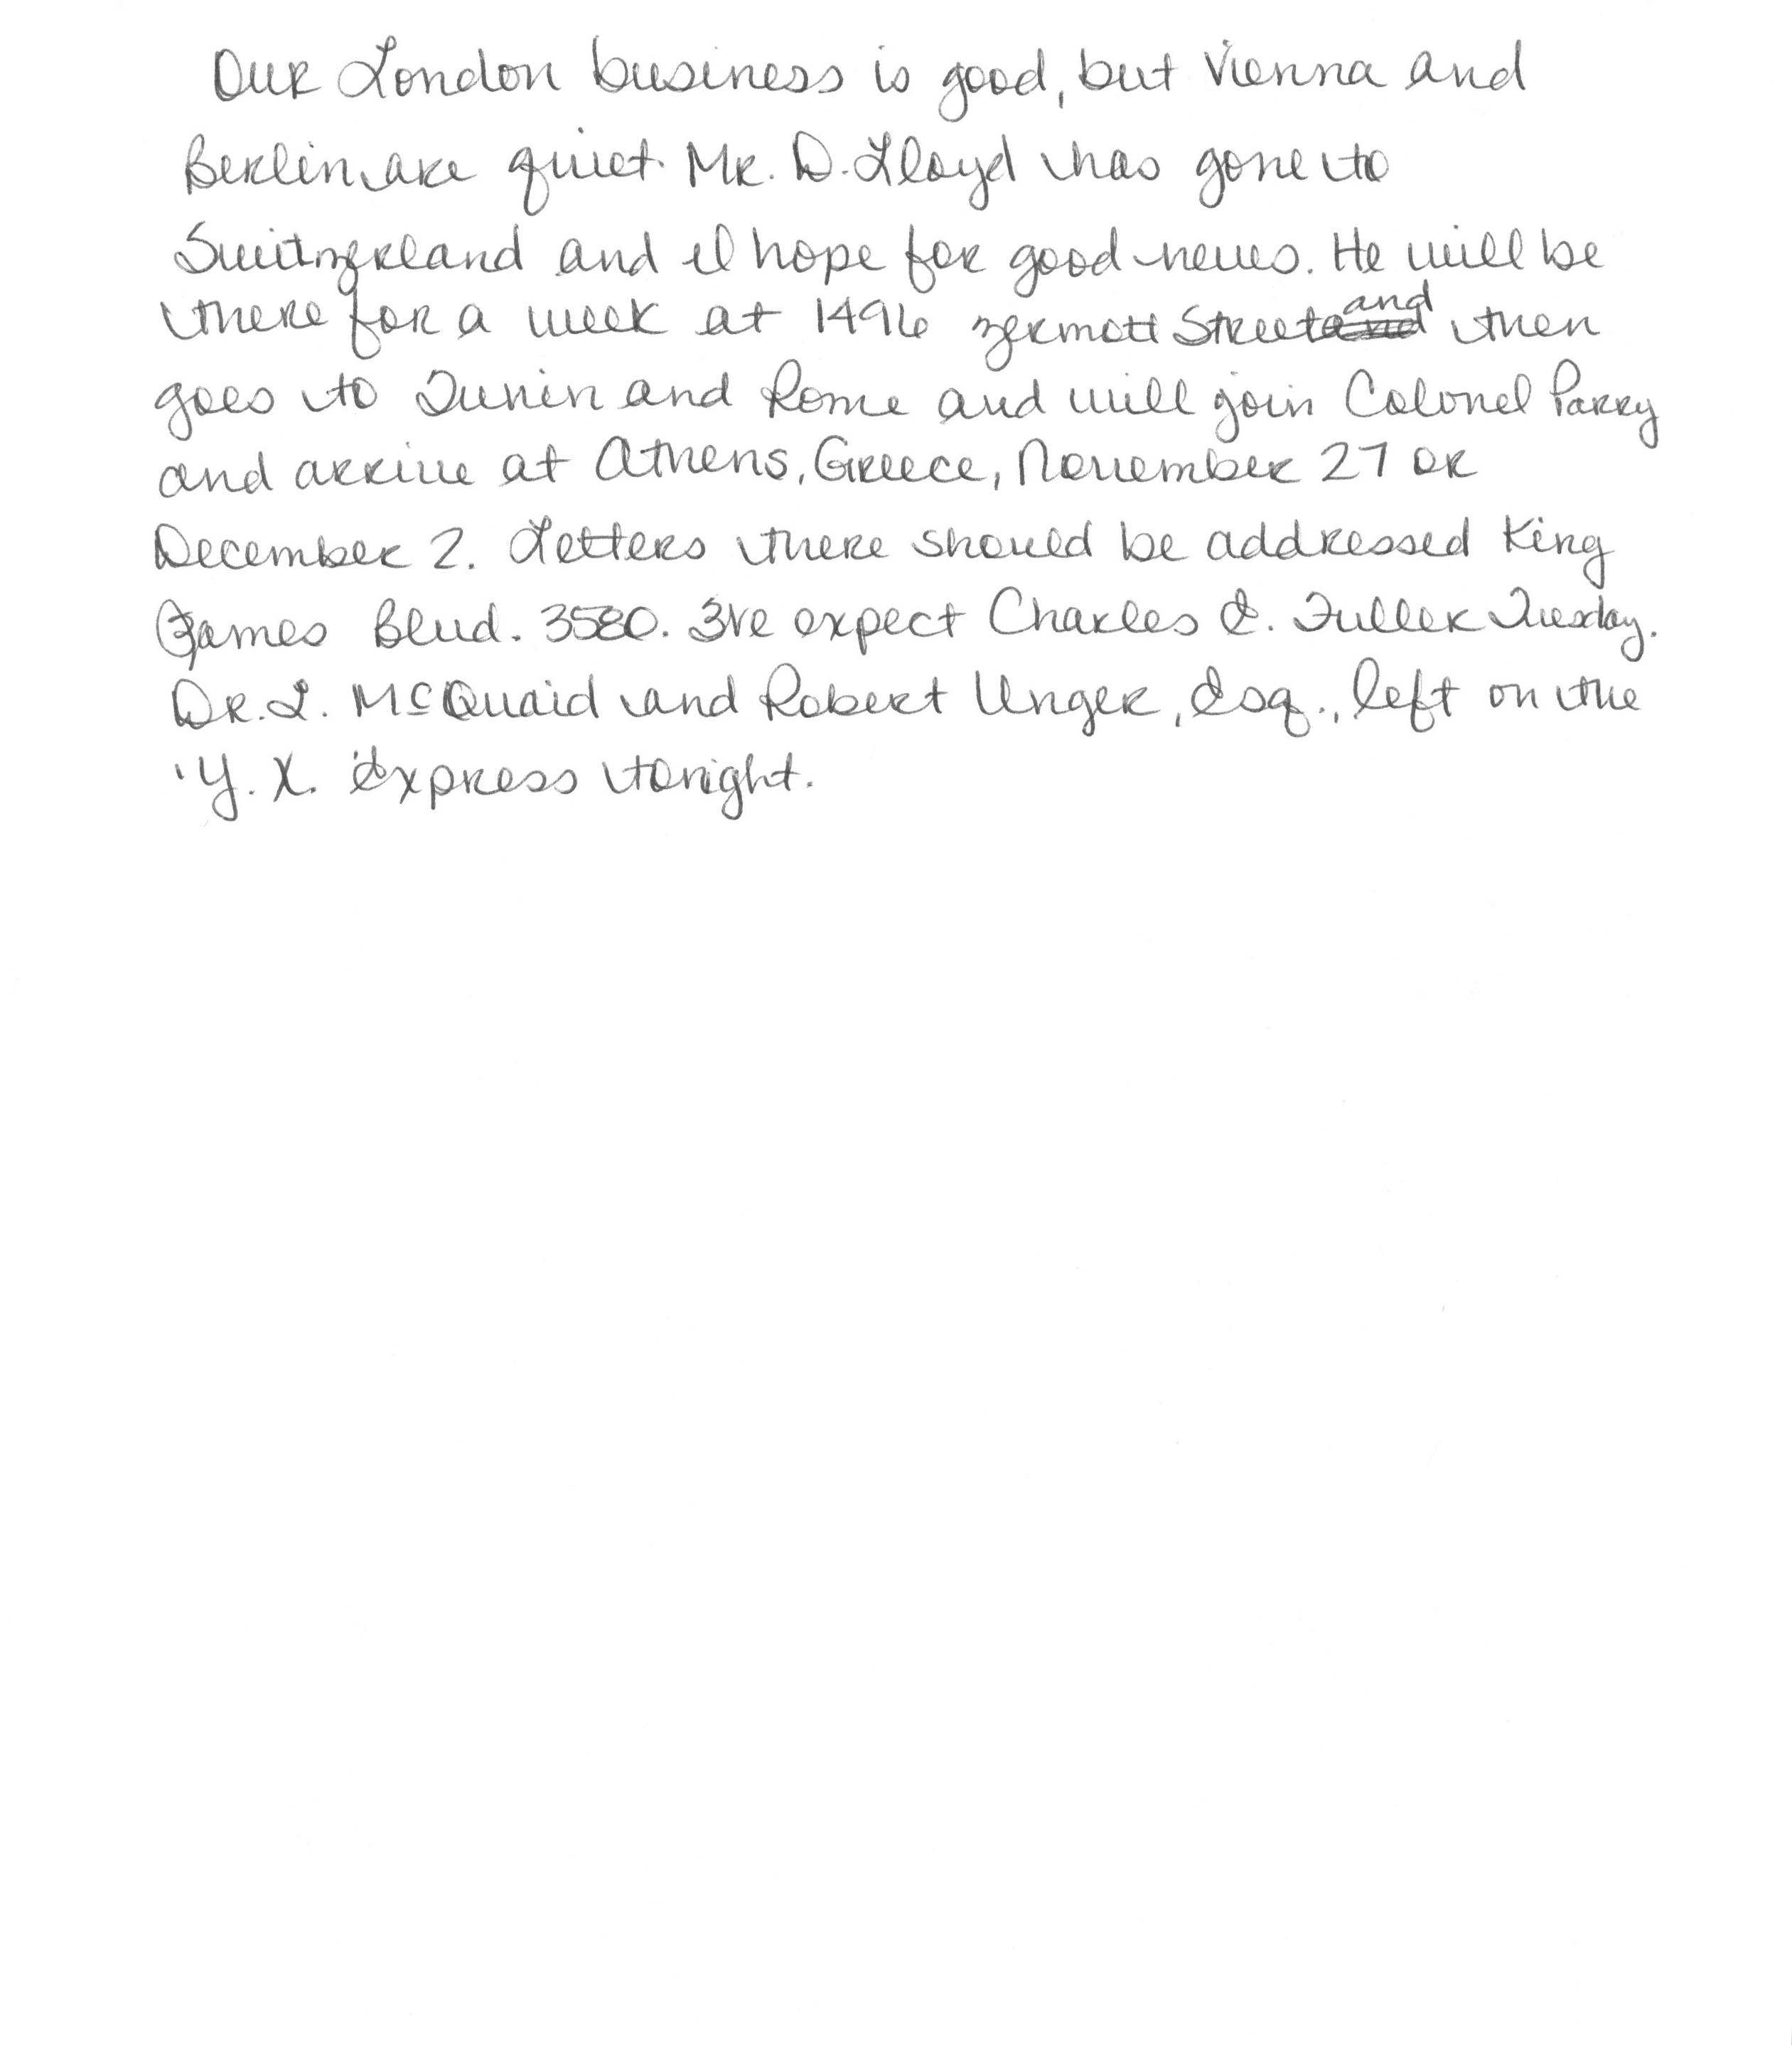 Our London business is good, but Vienna and
Berlin are quiet. Mr. D. Lloyd has gone to
Switzerland and I hope for good news. He will be
there for a week at 1496 Zermott Street and then
goes to Turin and Rome and will join Colonel Parry
and arrive at Athens, Greece, November 27 or
December 2. Letters there should be addressed King
James Blvd. 3580. We expect Charles E. Fuller Tuesday.
Dr. L. McQuaid and Robert Unger, Esq., left on the
Y. X. Express tonight.